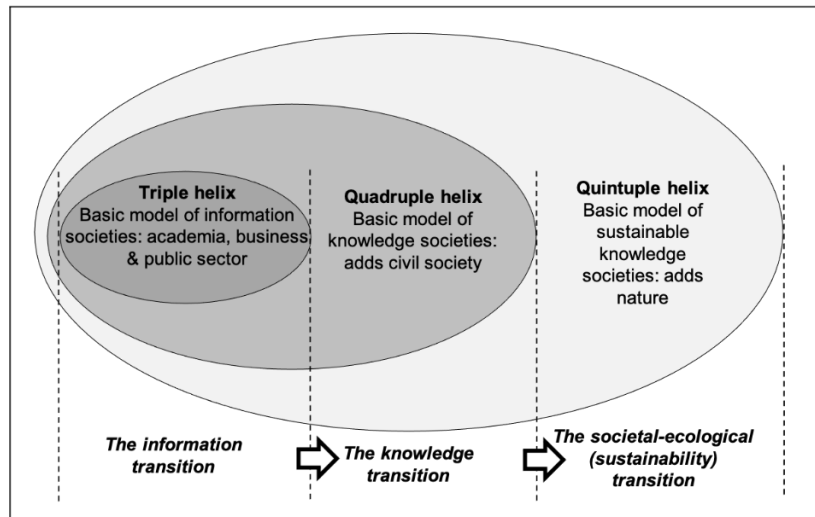 Triple helix
Basic model of information
societies: academia, business
& public sector
Quadruple helix
Basic model of
knowledge societies:
adds civil society
Quintuple helix
Basic model of
sustainable
knowledge
societies: adds
nature
The information
transition
The knowledge
transition
The societal-ecological
(sustainability)
transition